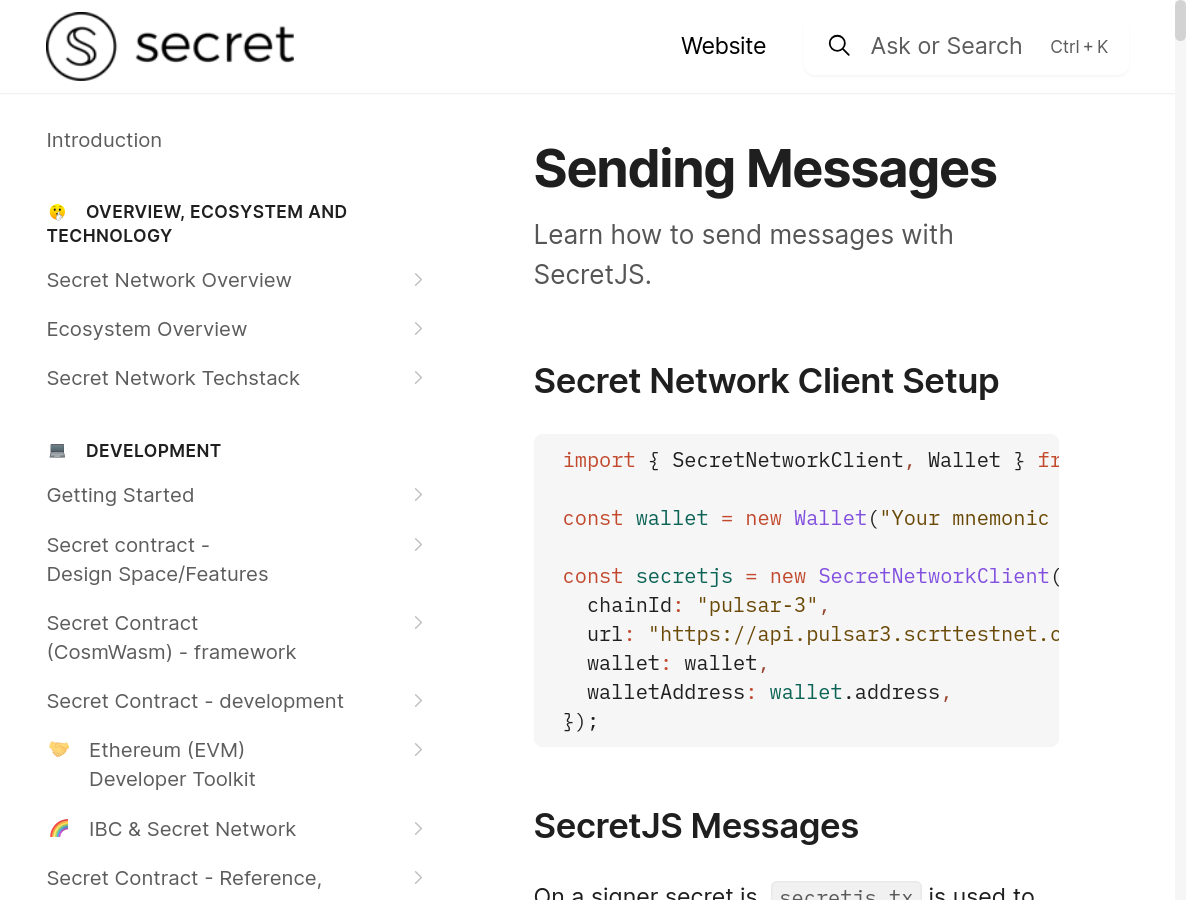 secret
Website
Ask or Search Ctrl + K
Introduction
OVERVIEW, ECOSYSTEM AND
TECHNOLOGY
Secret Network Overview
Ecosystem Overview
Secret Network Techstack
DEVELOPMENT
Getting Started
Secret contract -
Design Space/Features
Secret Contract
(CosmWasm) - framework
Secret Contract - development
Ethereum (EVM)
Developer Toolkit
IBC & Secret Network
Secret Contract - Reference,
Sending Messages
Learn how to send messages with
SecretJS.
Secret Network Client Setup
import { SecretNetworkClient, Wallet } fr
const wallet = new Wallet("Your mnemonic
const secretjs = new SecretNetworkClient(
chainId: "pulsar-3",
url: "https://api.pulsar3.scrttestnet.c
wallet: wallet,
walletAddress: wallet.address,
});
SecretJS Messages
On a signer secret.js, secretjs.tx is used to